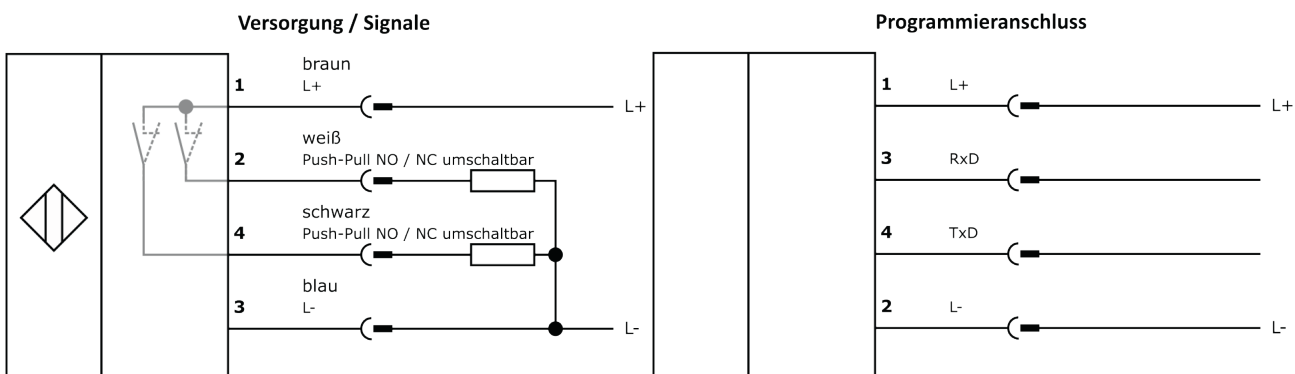 Versorgung / Signale
braun
1
L+
L+
weiß
2
Push-Pull NO / NC umschaltbar
schwarz
4
Push-Pull NO / NC umschaltbar
blau
3
L-
L-
Programmieranschluss
1
L+
L+
3
RxD
4
TxD
2
L-
L-